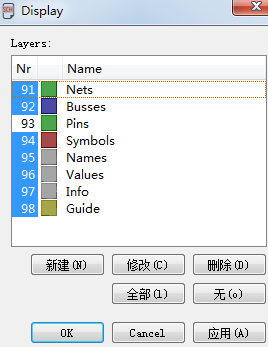 Display
Layers:
Nr Name
91 Nets
92 Busses
93 Pins
94 Symbols
95 Names
96 Values
97 Info
98 Guide
新建(N) 修改(C) 删除(D)
全部(l) 无(o)
OK Cancel 应用(A)